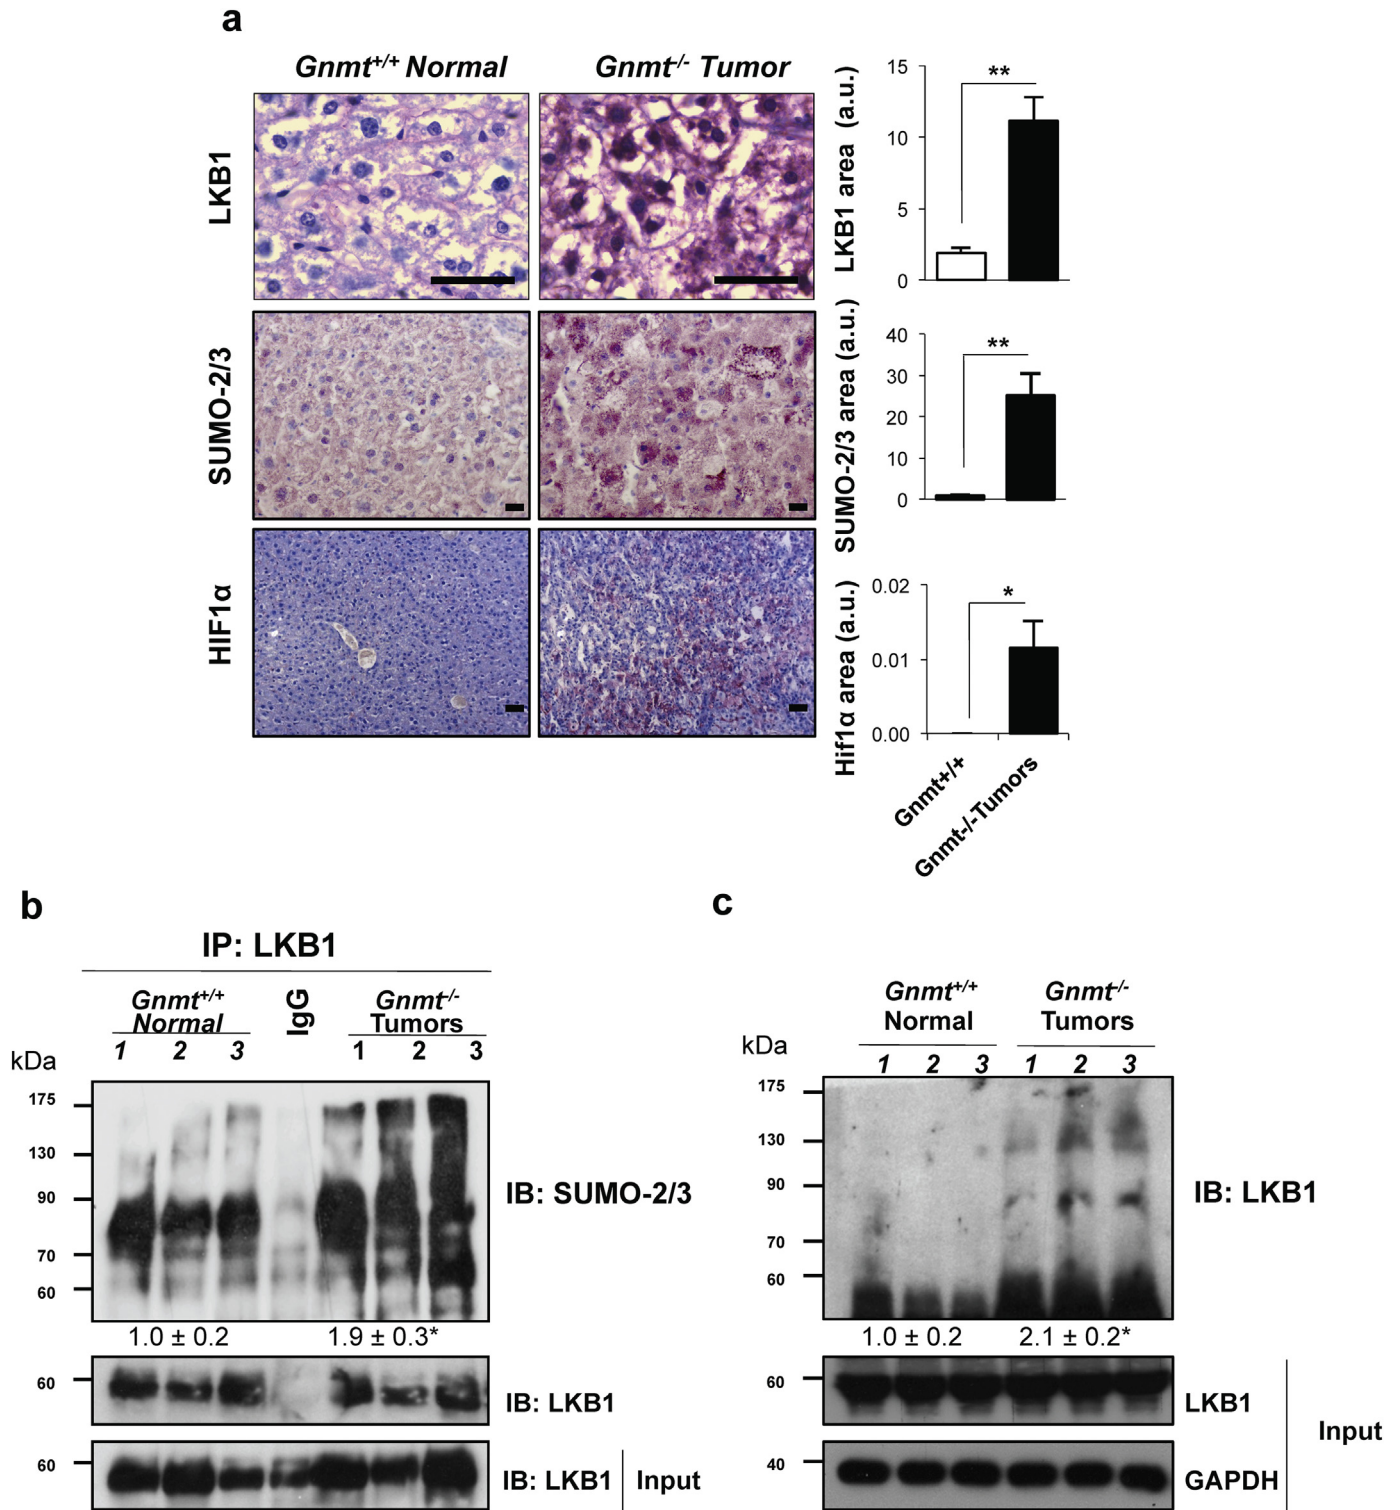 a
Gnmt+/+ Normal
Gnmt-/- Tumor
LKB1
SUMO-2/3
HIF1α
LKB1 area (a.u.)
15
10
5
0
**
SUMO-2/3 area (a.u.)
40
30
20
10
0
**
Hif1α area (a.u.)
0.02
0.01
0.00
*
Gnmt+/+
Gnmt-/-Tumors
b
IP: LKB1
Gnmt+/+
Normal
IgG
Gnmt-/-
Tumors
1 2 3
1 2 3
kDa
175
130
90
70
60
IB: SUMO-2/3
1.0 ± 0.2
1.9 ± 0.3*
60
IB: LKB1
60
IB: LKB1
Input
c
Gnmt+/+
Normal
Gnmt-/-
Tumors
kDa
1 2 3
1 2 3
175
130
90
70
60
IB: LKB1
1.0 ± 0.2
2.1 ± 0.2*
60
LKB1
40
GAPDH
Input